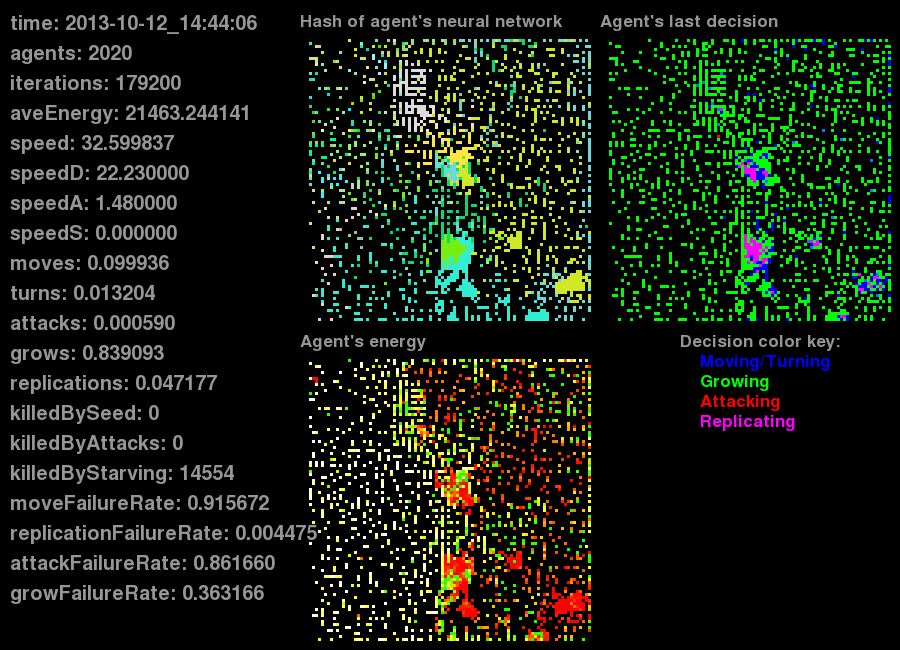 time: 2013-10-12_14:44:06
agents: 2020
iterations: 179200
aveEnergy: 21463.244141
speed: 32.599837
speedD: 22.230000
speedA: 1.480000
speedS: 0.000000
moves: 0.099936
turns: 0.013204
attacks: 0.000590
grows: 0.839093
replications: 0.047177
killedBySeed: 0
killedByAttacks: 0
killedByStarving: 14554
moveFailureRate: 0.915672
replicationFailureRate: 0.004475
attackFailureRate: 0.861660
growFailureRate: 0.363166
Hash of agent's neural network
Agent's last decision
Agent's energy
Decision color key:
Moving/Turning
Growing
Attacking
Replicating